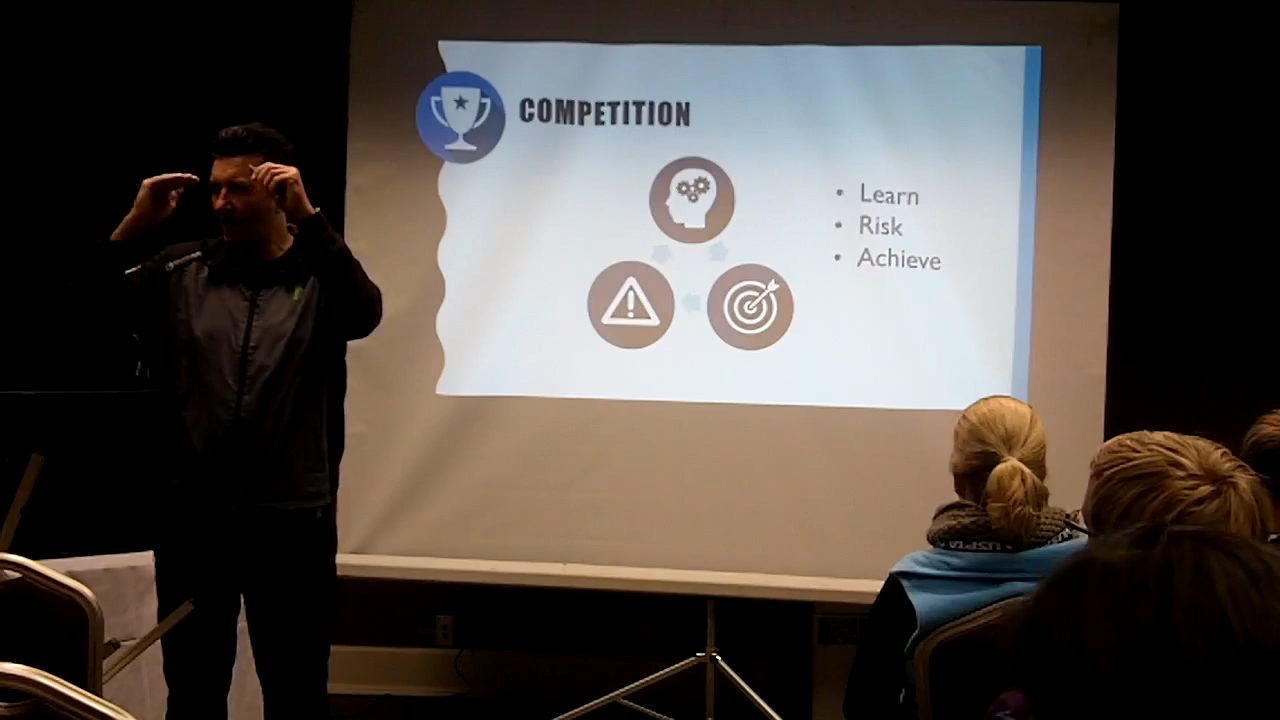 COMPETITION
• Learn
• Risk
• Achieve